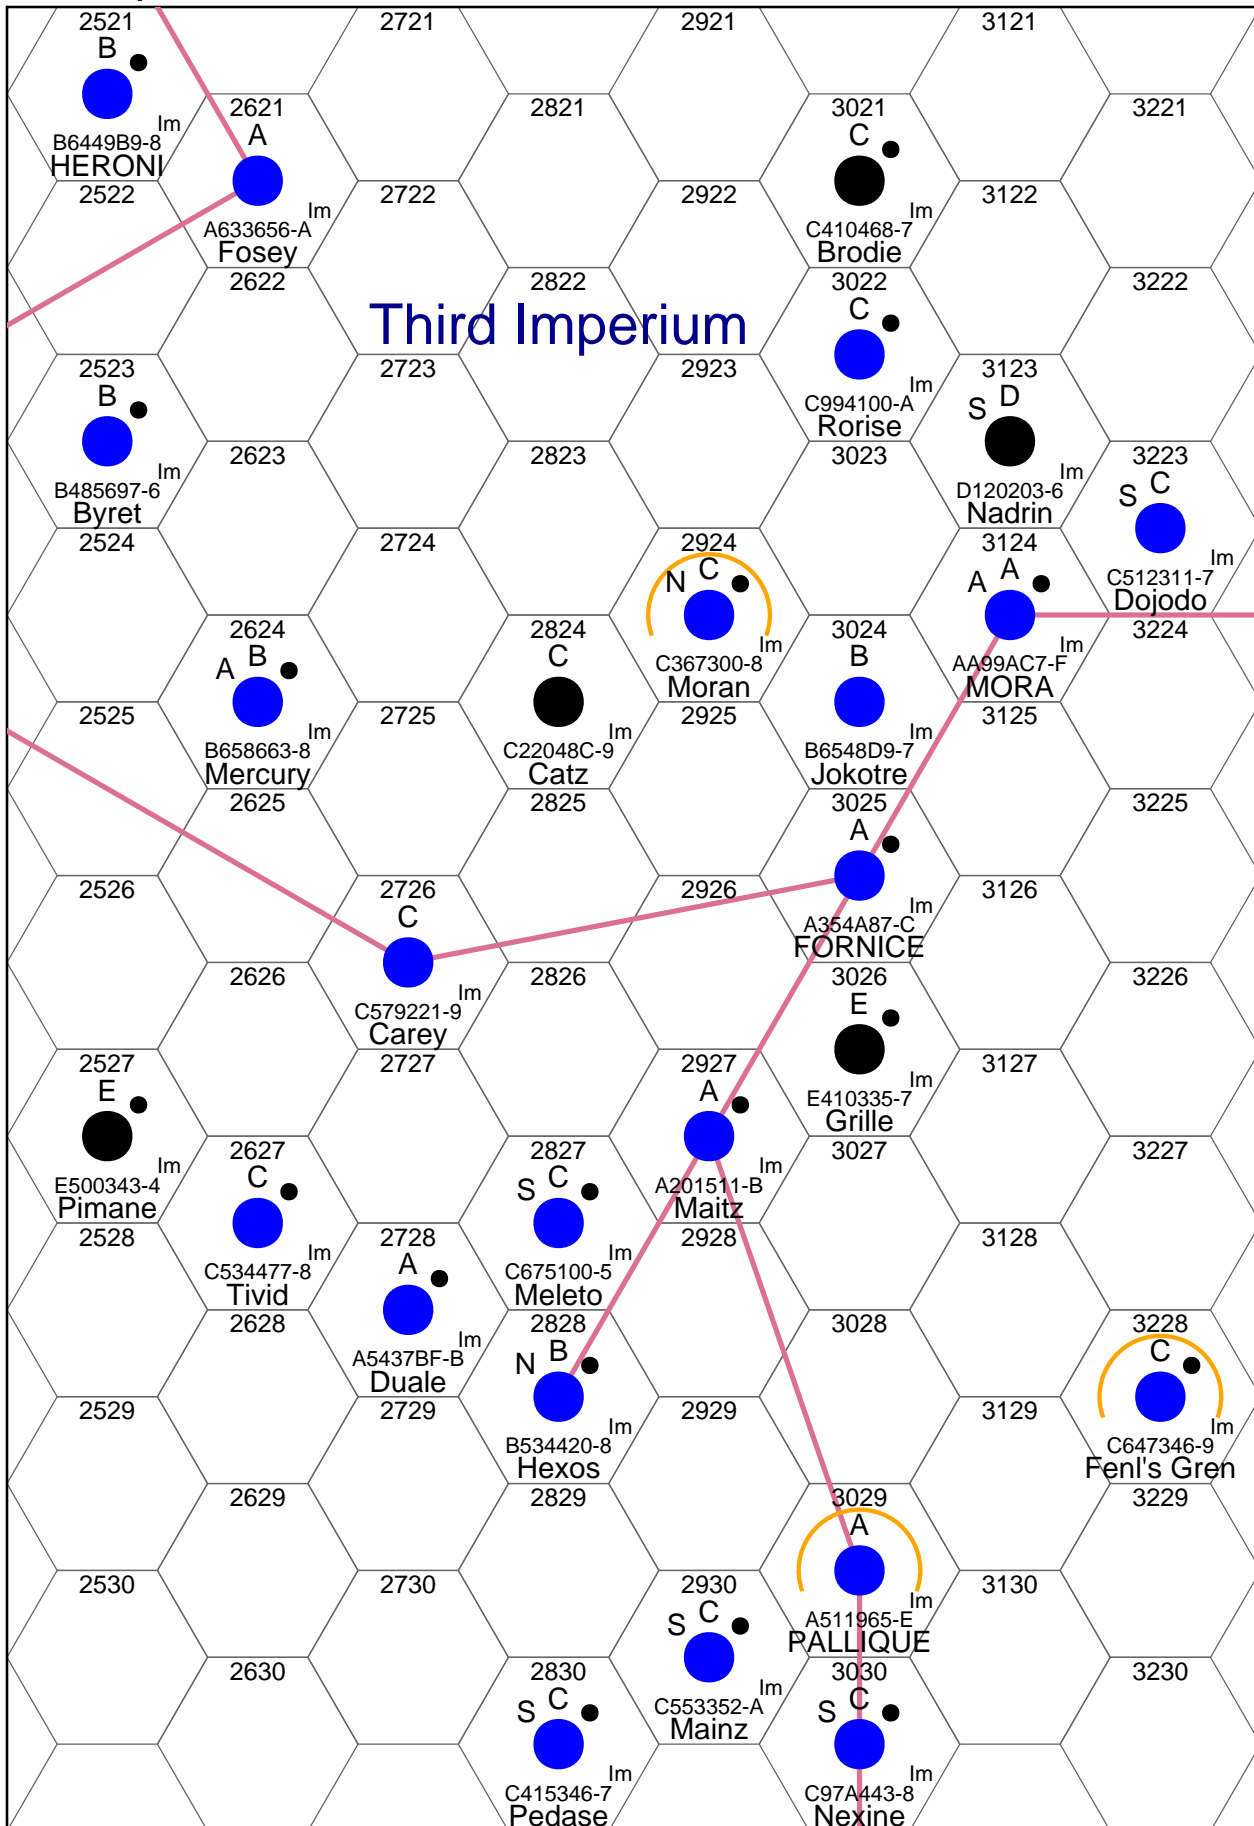 2521 2721 2921 3121
B
Im
B6449B9-8
HERONI
2621 2821 3021 3221
A
Im
A633656-A
Fosey
C
Im
C410468-7
Brodie
2522 2722 2922 3122
2622 2822 3022 3222
Third Imperium
C
Im
C994100-A
Rorise
2523 2723 2923 3123
B
Im
B485697-6
Byret
S D
Im
D120203-6
Nadrin
2623 2823 3023 3223
S C
Im
C512311-7
Dojodo
2524 2724 2924 3124
N C
Im
C367300-8
Moran
A A
Im
AA99AC7-F
MORA
2624 2824 3024 3224
A B
Im
B658663-8
Mercury
C
Im
C22048C-9
Catz
B
Im
B6548D9-7
Jokotre
2525 2725 2925 3125
2625 2825 3025 3225
A
Im
A354A87-C
FORNICE
2526 2726 2926 3126
C
Im
C579221-9
Carey
2626 2826 3026 3226
E
Im
E410335-7
Grille
2527 2727 2927 3127
E
Im
E500343-4
Pimane
A
Im
A201511-B
Maitz
2627 2827 3027 3227
C
Im
C534477-8
Tivid
S C
Im
C675100-5
Meleto
2528 2728 2928 3128
A
Im
A5437BF-B
Duale
2628 2828 3028 3228
N B
Im
B534420-8
Hexos
C
Im
C647346-9
Fenl's Gren
2529 2729 2929 3129
2629 2829 3029 3229
A
Im
A511965-E
PALLIQUE
2530 2730 2930 3130
S C
Im
C553352-A
Mainz
2630 2830 3030 3230
S C
Im
C415346-7
Pedase
S C
Im
C97A443-8
Nexine